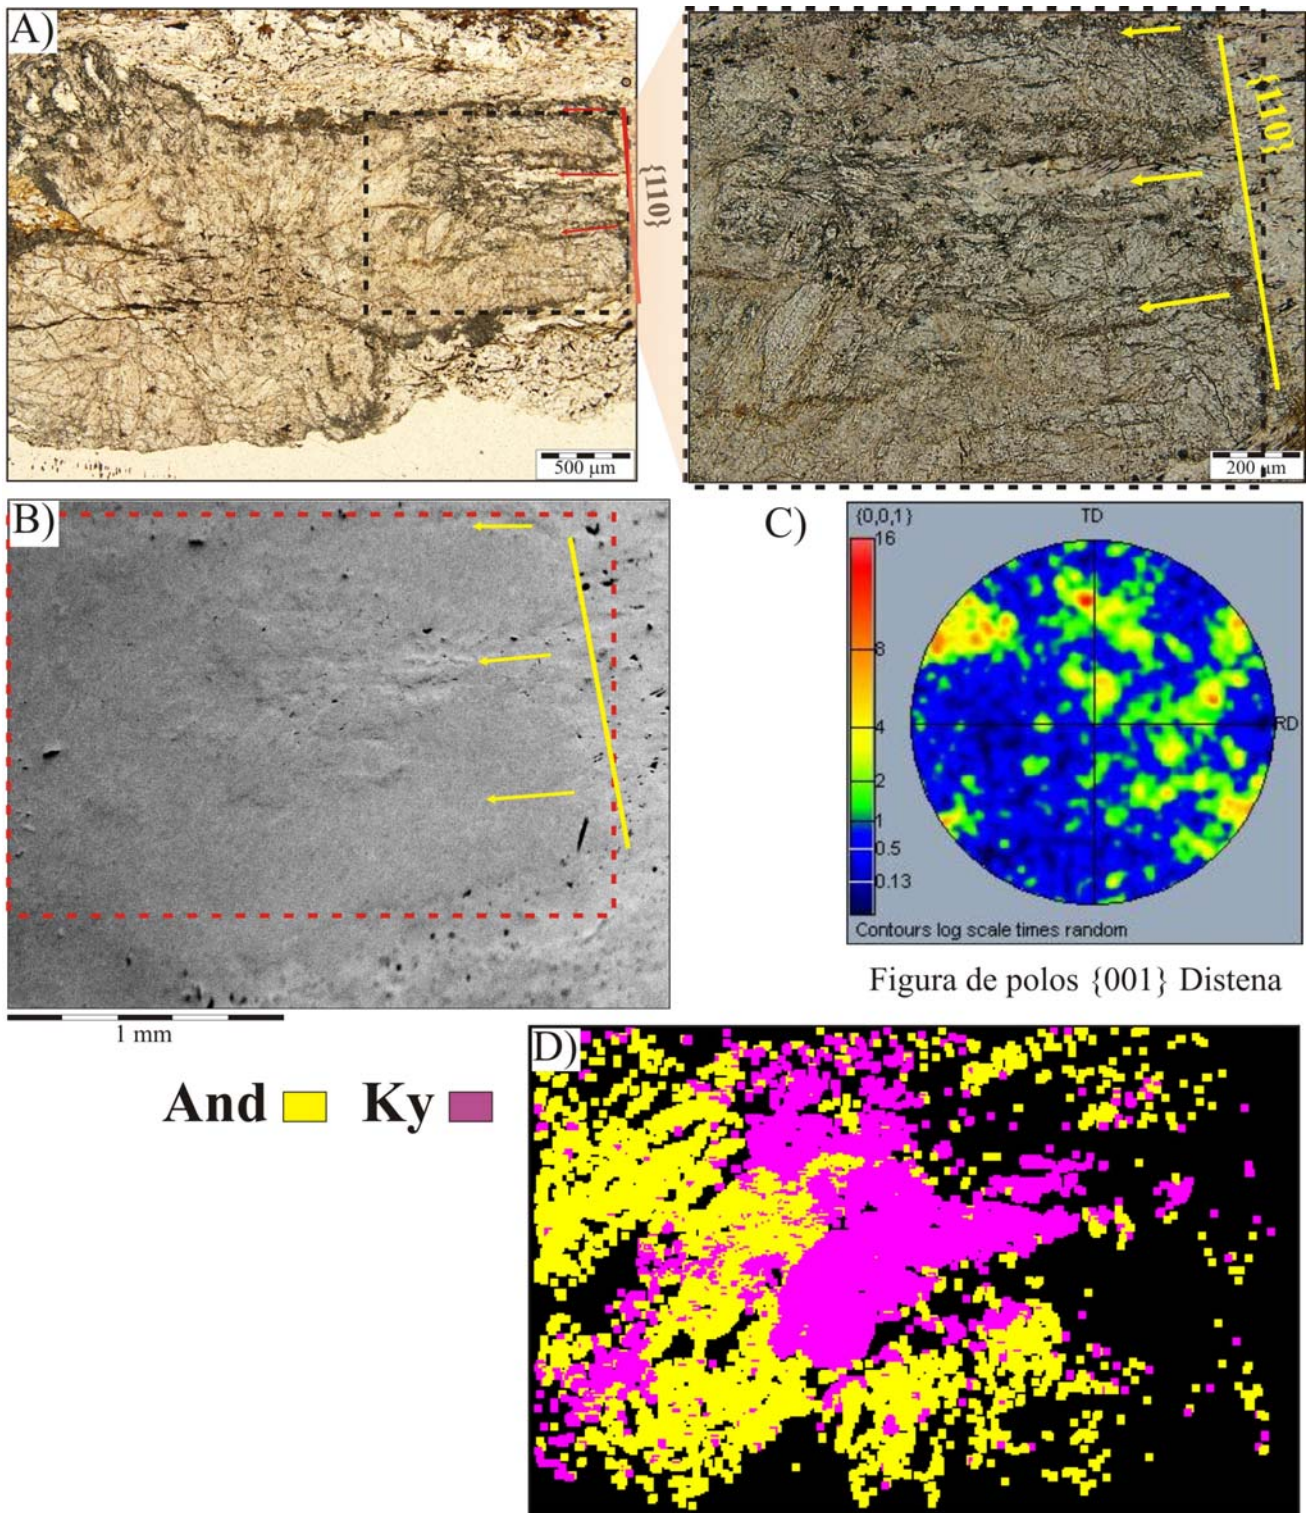 A)
{110}
500 µm
{110}
200 µm
B)
1 mm
C)
{0,0,1}
TD
16
8
4
2
1
0.5
0.13
RD
Contours log scale times random
Figura de polos {001} Distena
And Ky
D)